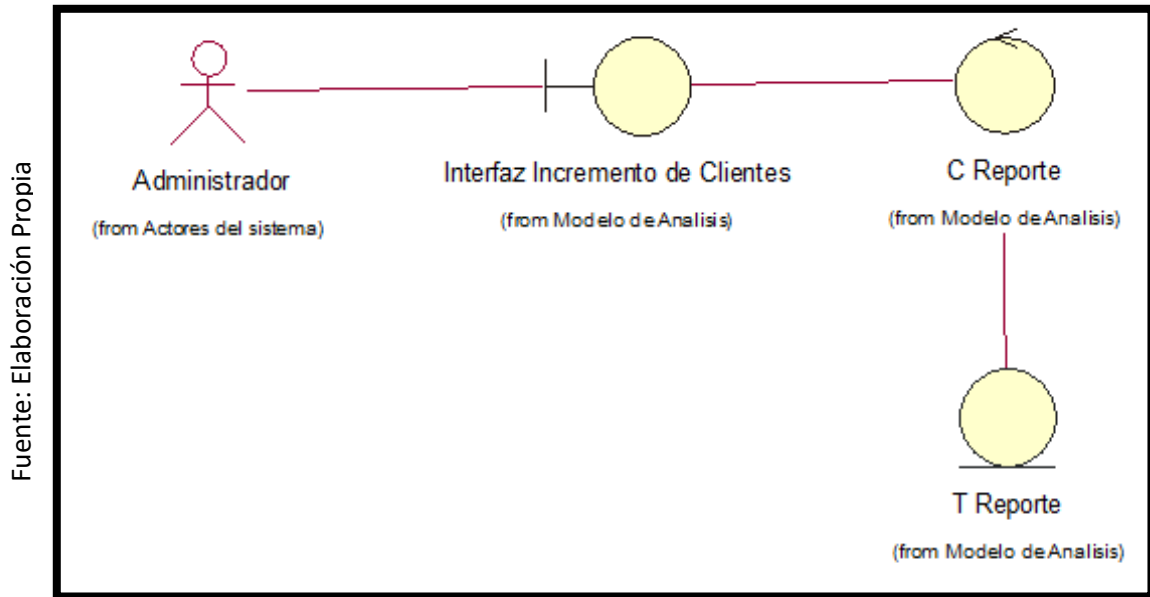 Fuente: Elaboración Propia
Administrador
(from Actores del sistema)
Interfaz Incremento de Clientes
(from Modelo de Analisis)
C Reporte
(from Modelo de Analisis)
T Reporte
(from Modelo de Analisis)